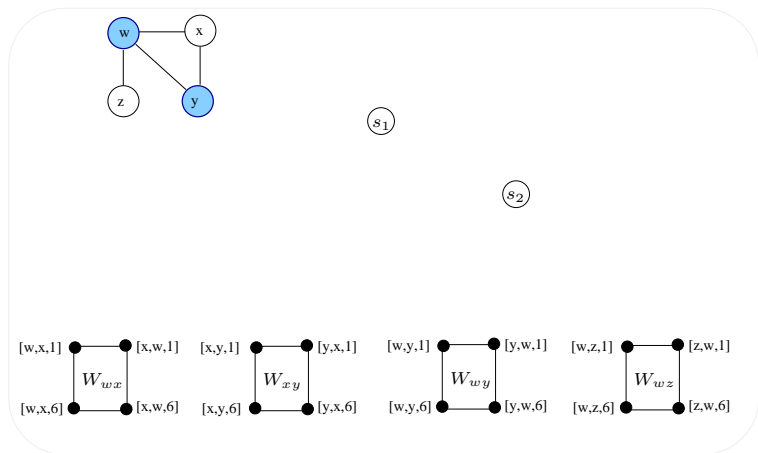 w x
z y
s1
s2
[w,x,1] [x,w,1] [x,y,1] [y,x,1] [w,y,1] [y,w,1] [w,z,1] [z,w,1]
Wwx Wxy Wwy Wwz
[w,x,6] [x,w,6] [x,y,6] [y,x,6] [w,y,6] [y,w,6] [w,z,6] [z,w,6]